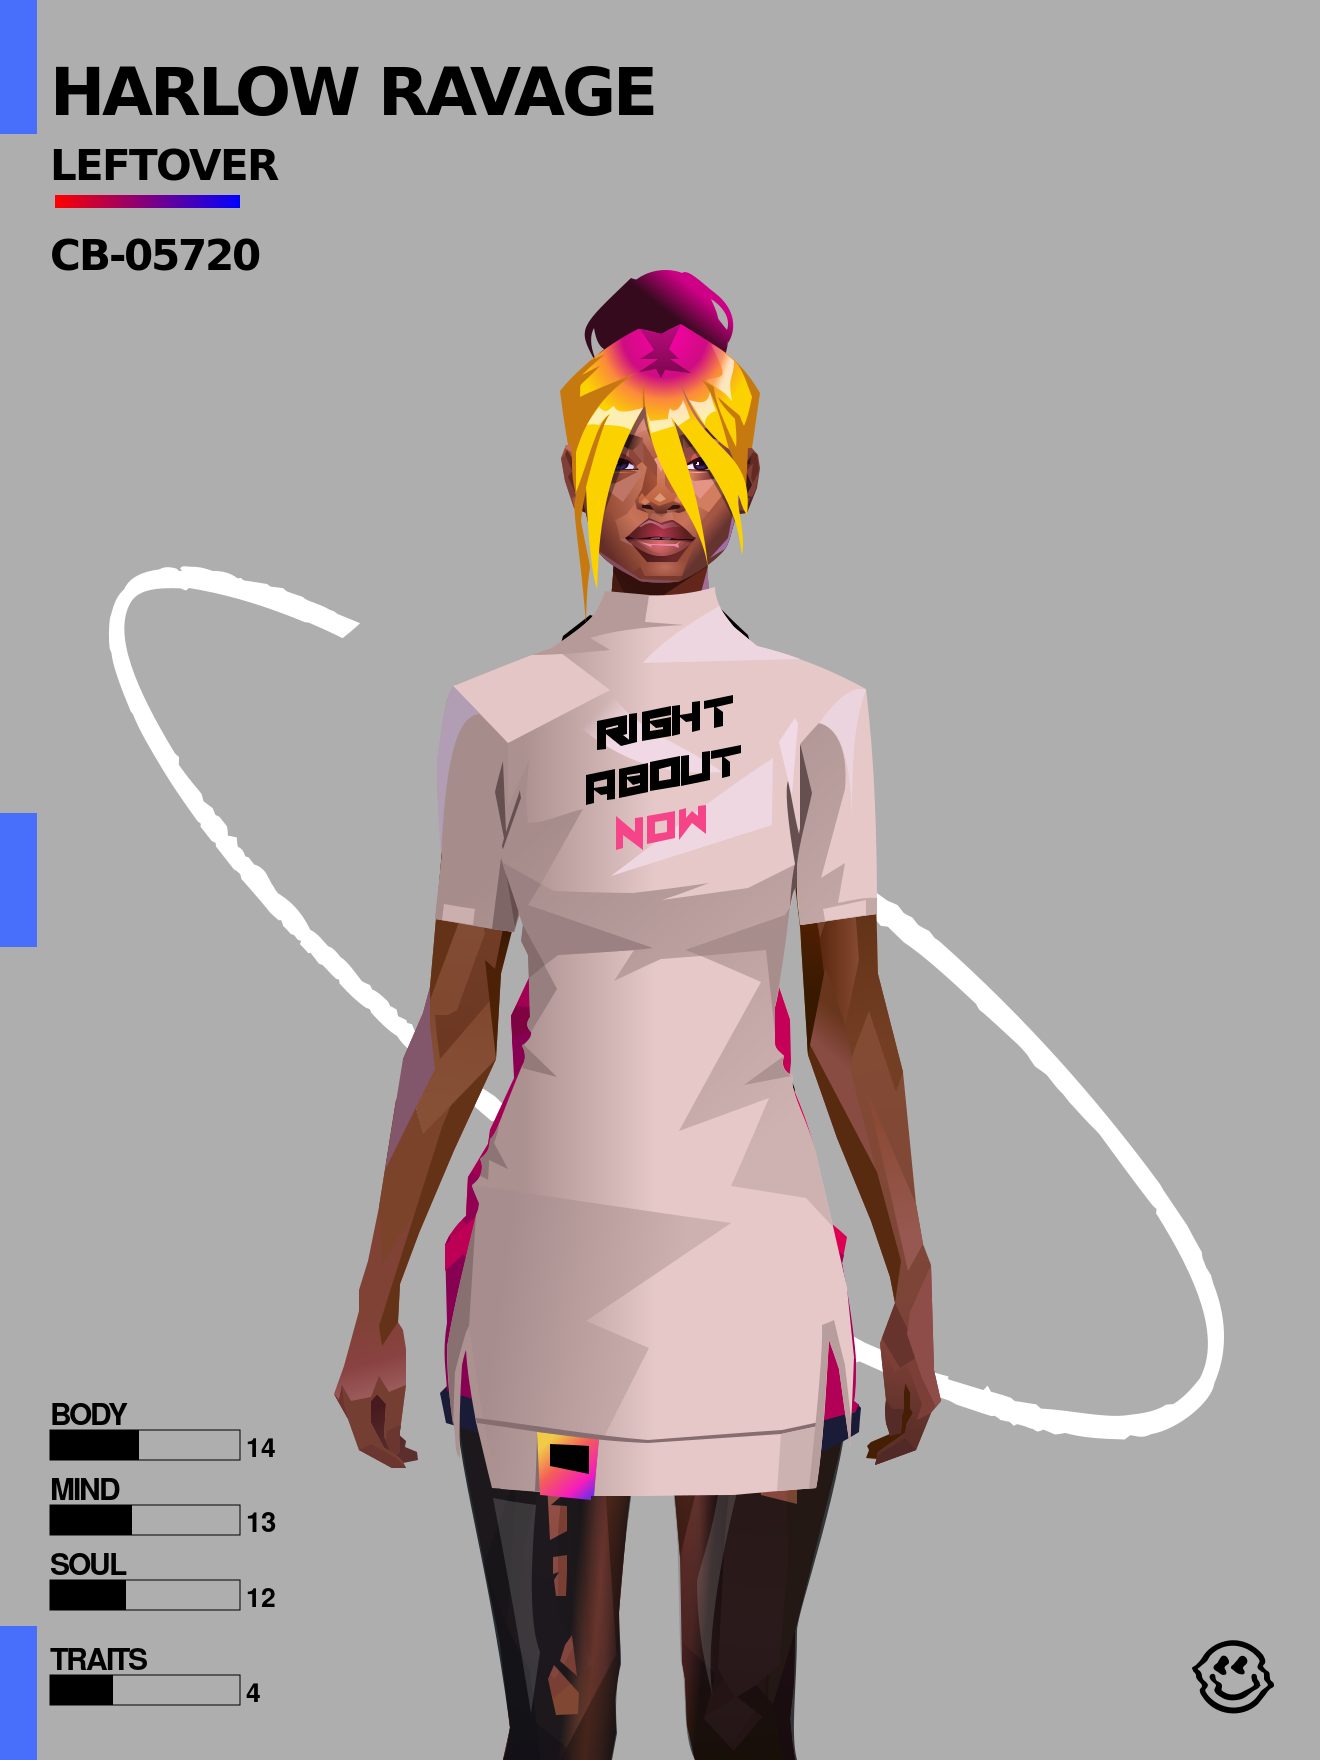 HARLOW RAVAGE
LEFTOVER
CB-05720
RIGHT
ABOUT
NOW
BODY
14
MIND
13
SOUL
12
TRAITS
4